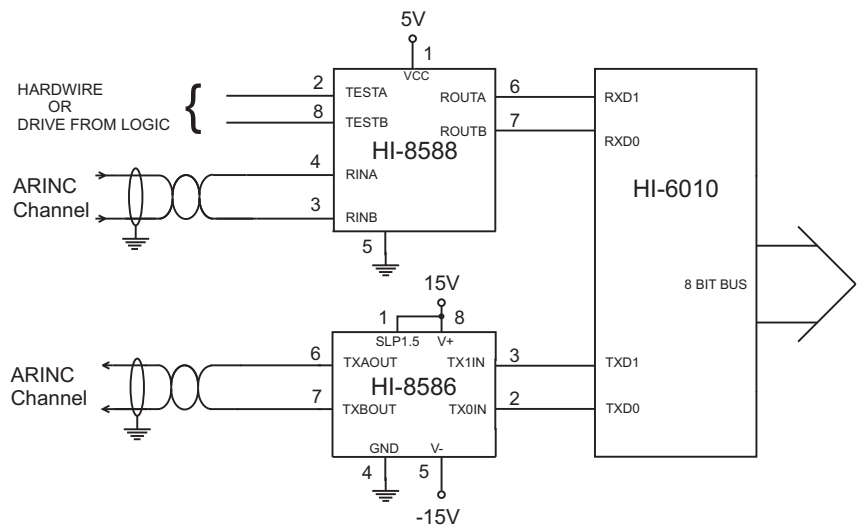 5V
1
VCC
HARDWIRE
OR
DRIVE FROM LOGIC
{
2
TESTA
8
TESTB
ROUTA
6
RXD1
ROUTB
7
RXD0
HI-8588
HI-6010
ARINC
Channel
4
RINA
3
RINB
5
8 BIT BUS
15V
1
8
SLP1.5
V+
ARINC
Channel
6
TXAOUT
7
TXBOUT
HI-8586
TX1IN
3
TXD1
TX0IN
2
TXD0
GND
V-
4
5
-15V